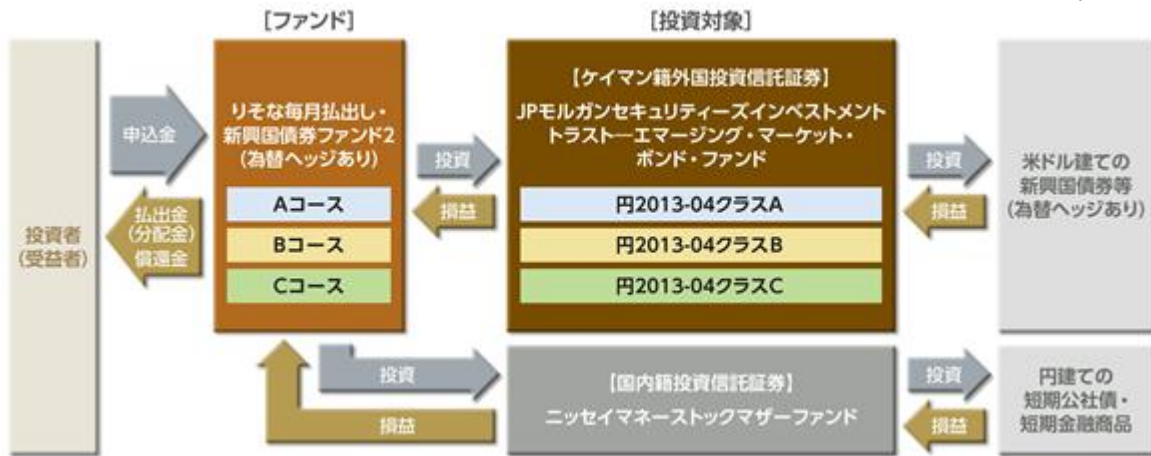 [ファンド]
[投資対象]
投資者
(受益者)
申込金
払出金
(分配金)
償還金
りそな毎月払出し・
新興国債券ファンド2
(為替ヘッジあり)
Aコース
Bコース
Cコース
投資
損益
【ケイマン籍外国投資信託証券】
JPモルガンセキュリティーズインベストメント
トラスト―エマージング・マーケット・
ボンド・ファンド
円2013-04クラスA
円2013-04クラスB
円2013-04クラスC
投資
損益
米ドル建ての
新興国債券等
(為替ヘッジあり)
投資
損益
【国内籍投資信託証券】
ニッセイマネーストックマザーファンド
投資
損益
円建ての
短期公社債・
短期金融商品